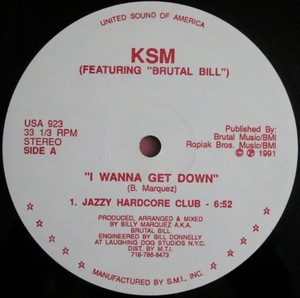 UNITED SOUND OF AMERICA
KSM
(FEATURING "BRUTAL BILL")
USA 923
33 1/3 RPM
STEREO
SIDE A
Published By:
Brutal Music/BMI
Ropiak Bros. Music/BMI
© ℗ 1991
"I WANNA GET DOWN"
(B. Marquez)
1. JAZZY HARDCORE CLUB - 6:52
PRODUCED, ARRANGED & MIXED
BY BILLY MARQUEZ A.K.A.
BRUTAL BILL
ENGINEERED BY BILL DONNELLY
AT LAUGHING DOG STUDIOS N.Y.C.
DIST. BY M.T.I.
718-786-8473
MANUFACTURED BY S.M.I., INC.